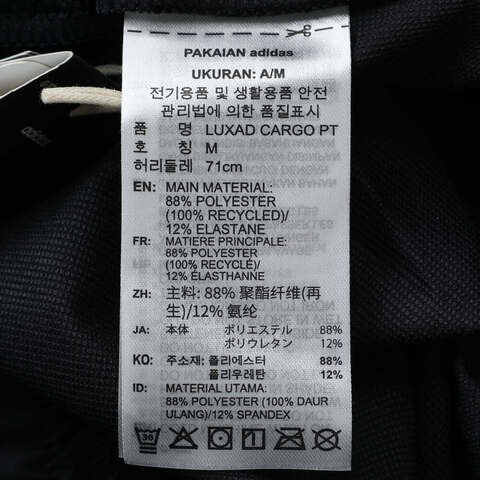 PAKAIAN adidas
UKURAN: A/M
전기용품 및 생활용품 안전
관리법에 의한 품질표시
품 명 LUXAD CARGO PT
호 칭 M
허리둘레 71cm
EN: MAIN MATERIAL:
88% POLYESTER
(100% RECYCLED)/
12% ELASTANE
FR: MATIERE PRINCIPALE:
88% POLYESTER
(100% RECYCLÉ)/
12% ÉLASTHANNE
ZH: 主料: 88% 聚酯纤维(再
生)/12% 氨纶
JA: 本体 ポリエステル 88%
ポリウレタン 12%
KO: 주소재: 폴리에스터 88%
폴리우레탄 12%
ID: MATERIAL UTAMA:
88% POLYESTER (100% DAUR
ULANG)/12% SPANDEX
30